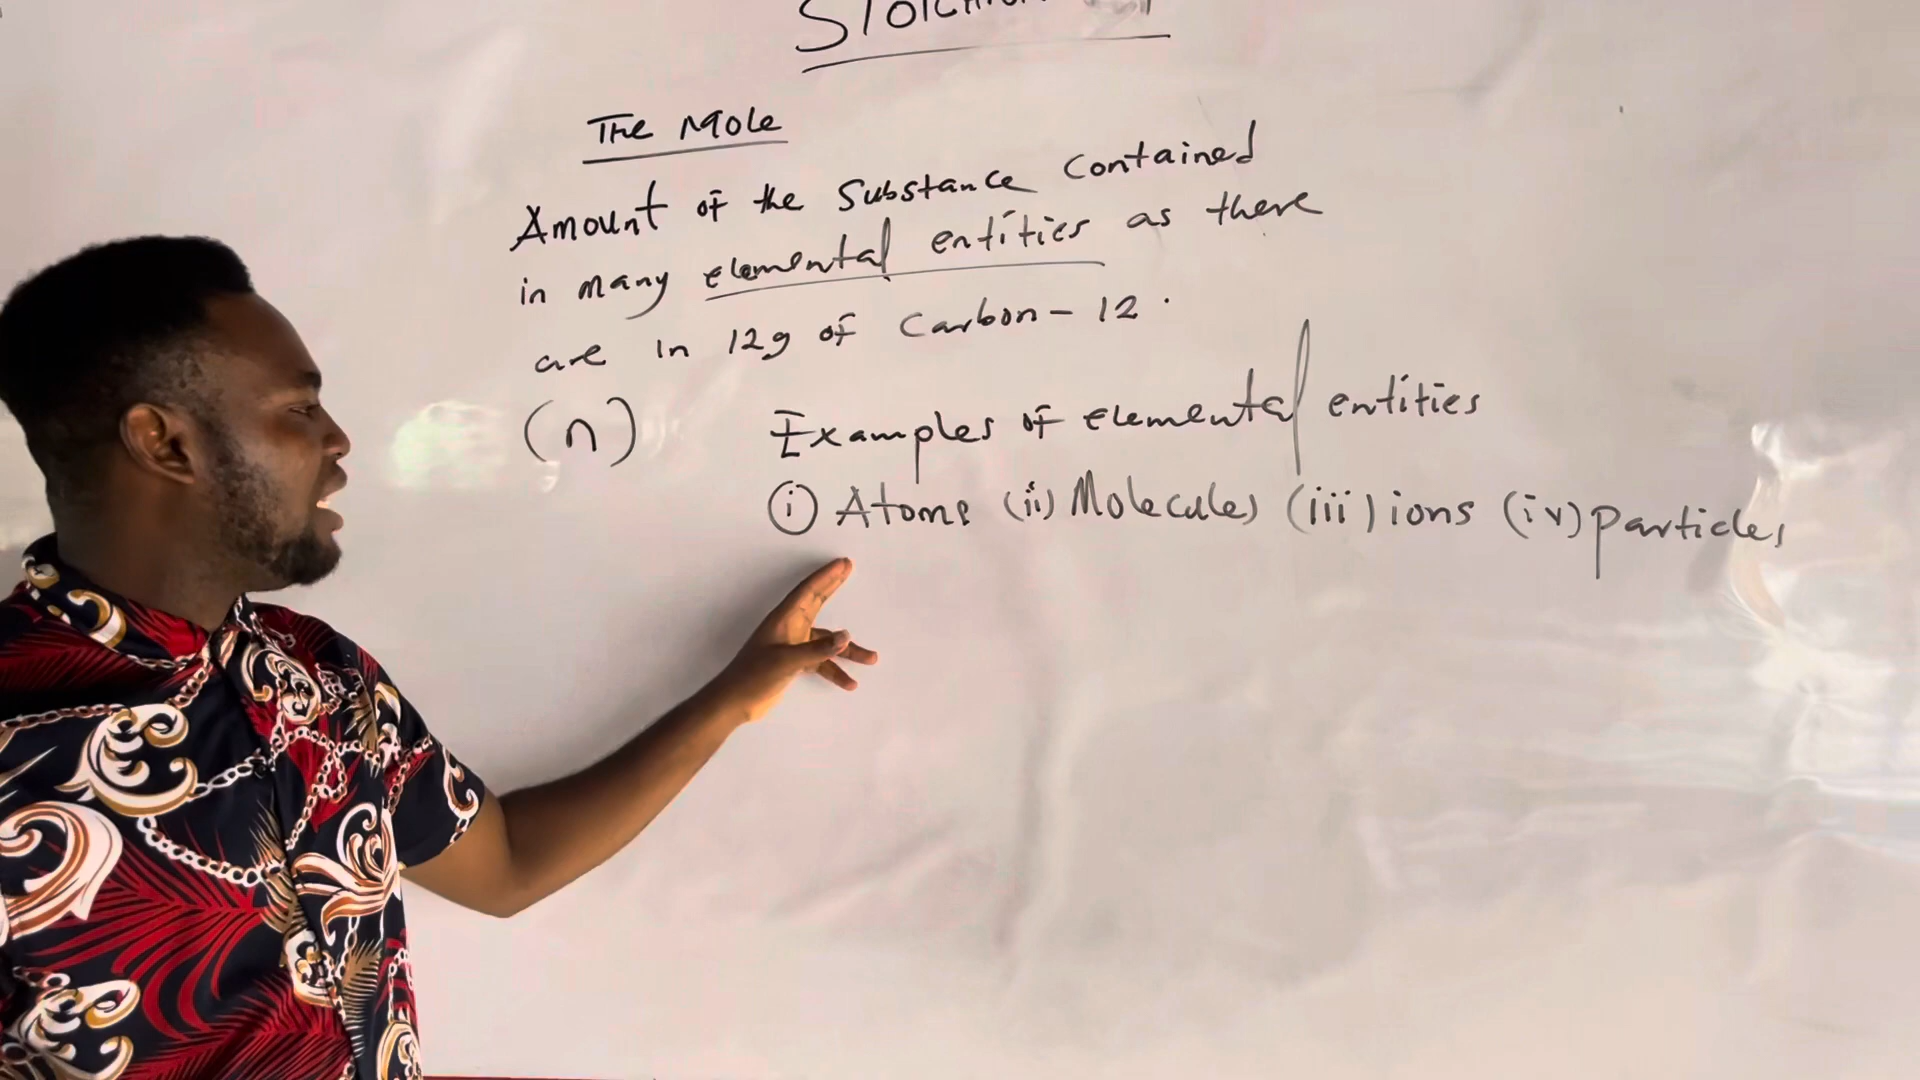 The Mole
Amount of the Substance Contained
in many elemental entities as there
are in 12g of Carbon-12.
(n)
Examples of elemental entities
(i) Atoms (ii) Molecules (iii) ions (iv) particles